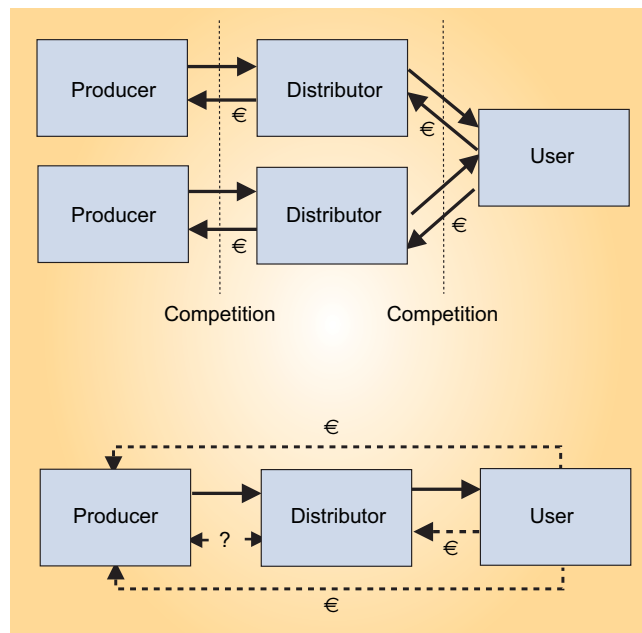 Producer
Distributor
€
€
User
Producer
Distributor
€
€
Competition
Competition
€
Producer
Distributor
User
?
€
€